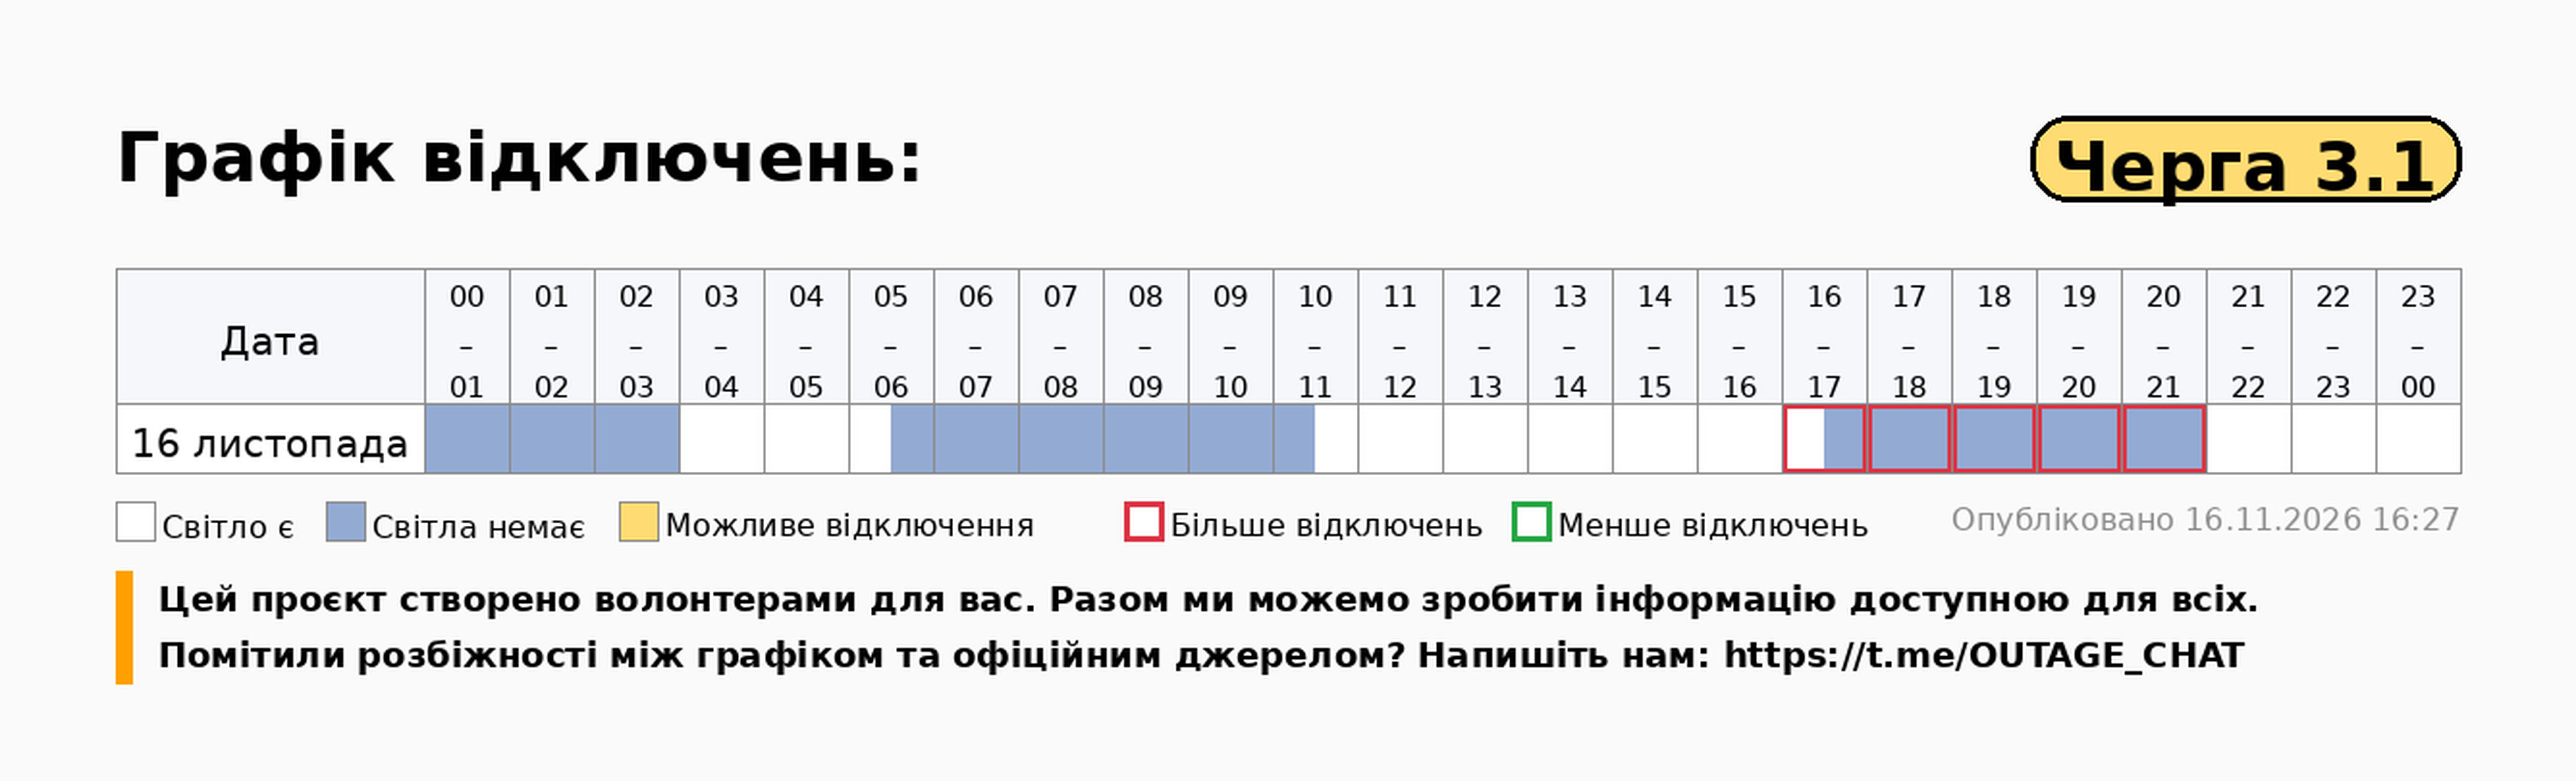 Графік відключень:
Черга 3.1
Дата
00 – 01
01 – 02
02 – 03
03 – 04
04 – 05
05 – 06
06 – 07
07 – 08
08 – 09
09 – 10
10 – 11
11 – 12
12 – 13
13 – 14
14 – 15
15 – 16
16 – 17
17 – 18
18 – 19
19 – 20
20 – 21
21 – 22
22 – 23
23 – 00
16 листопада
Світло є
Світла немає
Можливе відключення
Більше відключень
Менше відключень
Опубліковано 16.11.2026 16:27
Цей проєкт створено волонтерами для вас. Разом ми можемо зробити інформацію доступною для всіх.
Помітили розбіжності між графіком та офіційним джерелом? Напишіть нам: https://t.me/OUTAGE_CHAT